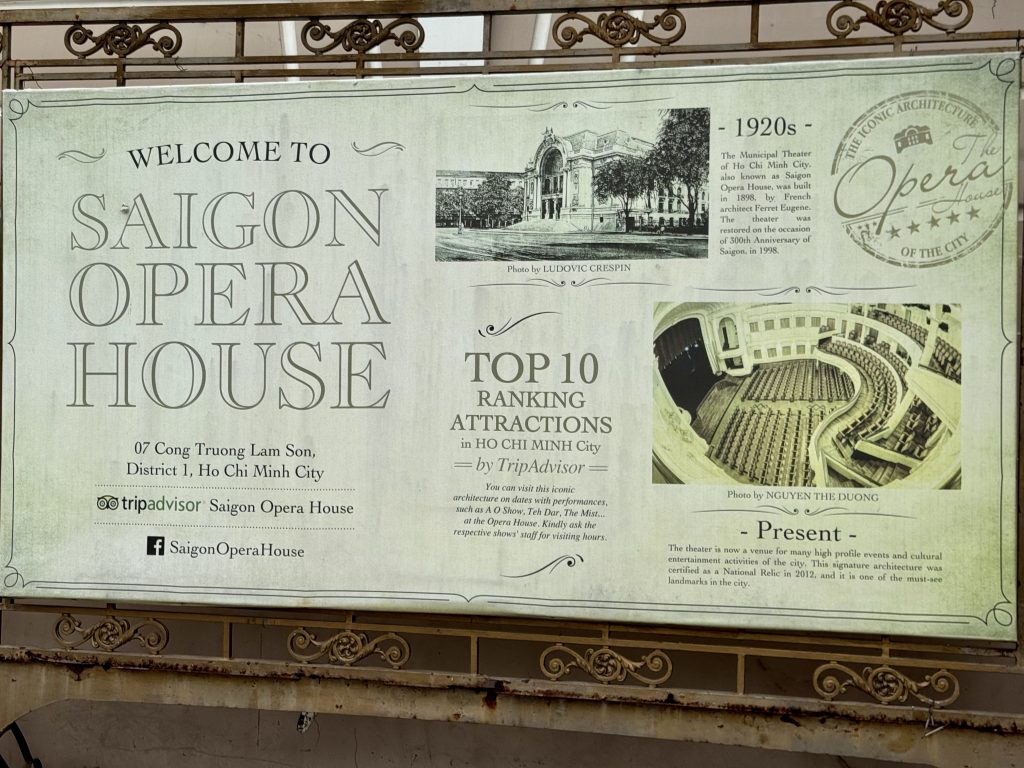 WELCOME TO
SAIGON
OPERA
HOUSE
07 Cong Truong Lam Son,
District 1, Ho Chi Minh City
tripadvisor Saigon Opera House
SaigonOperaHouse
Photo by LUDOVIC CRESPIN
- 1920s -
The Municipal Theater
of Ho Chi Minh City,
also known as Saigon
Opera House, was built
in 1898, by French
architect Ferret Eugene.
The theater was
restored on the occasion
of 300th Anniversary of
Saigon, in 1998.
THE ICONIC ARCHITECTURE
The
Opera
House
OF THE CITY
TOP 10
RANKING
ATTRACTIONS
in HO CHI MINH City
by TripAdvisor
You can visit this iconic
architecture on dates with performances,
such as A O Show, Teh Dar, The Mist...
at the Opera House. Kindly ask the
respective shows' staff for visiting hours.
Photo by NGUYEN THE DUONG
- Present -
The theater is now a venue for many high profile events and cultural
entertainment activities of the city. This signature architecture was
certified as a National Relic in 2012, and it is one of the must-see
landmarks in the city.